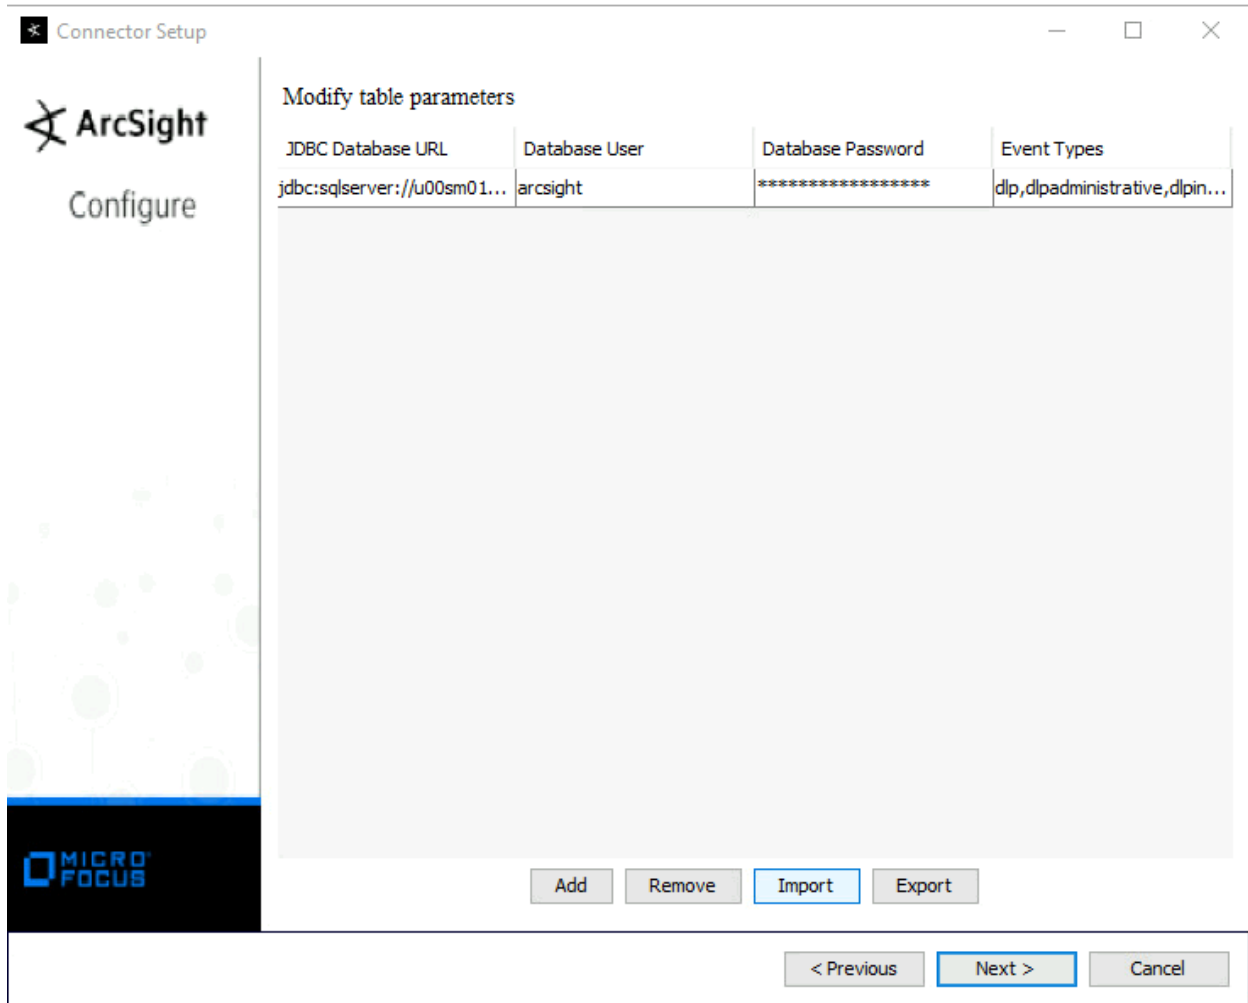 Connector Setup
ArcSight
Configure
Modify table parameters
JDBC Database URL Database User Database Password Event Types
jdbc:sqlserver://u00sm01... arcsight ***************** dlp,dlpadministrative,dlpin...
MICRO
FOCUS
Add Remove Import Export
< Previous Next > Cancel